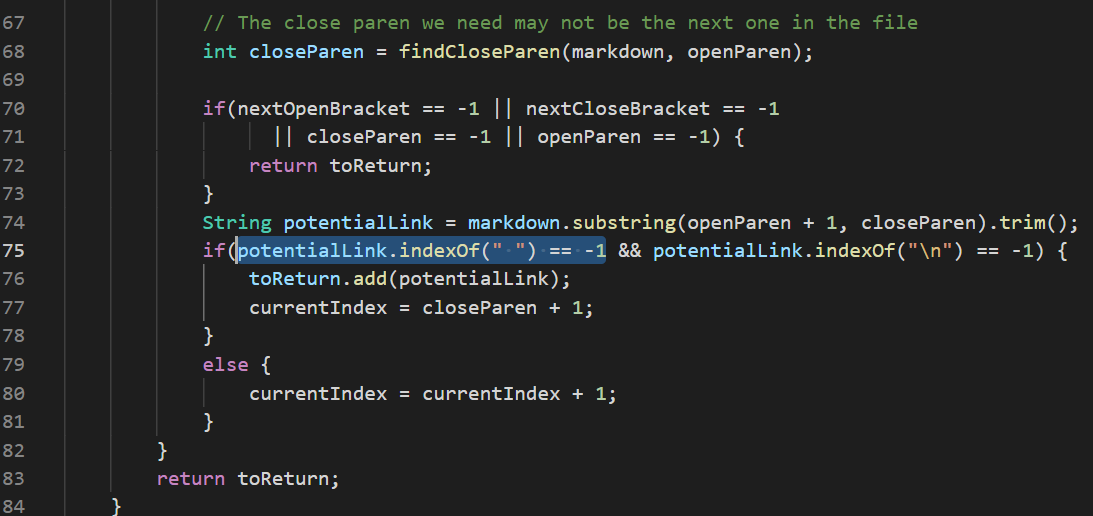 67 // The close paren we need may not be the next one in the file
68 int closeParen = findCloseParen(markdown, openParen);
69
70 if(nextOpenBracket == -1 || nextCloseBracket == -1
71 || closeParen == -1 || openParen == -1) {
72 return toReturn;
73 }
74 String potentialLink = markdown.substring(openParen + 1, closeParen).trim();
75 if(potentialLink.indexOf(" ") == -1 && potentialLink.indexOf("\n") == -1) {
76 toReturn.add(potentialLink);
77 currentIndex = closeParen + 1;
78 }
79 else {
80 currentIndex = currentIndex + 1;
81 }
82 }
83 return toReturn;
84 }